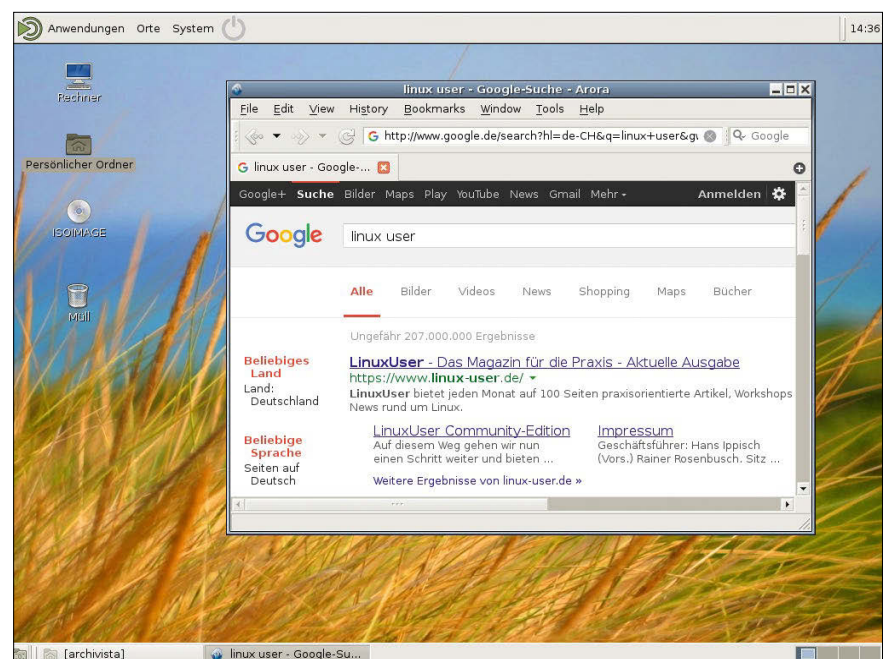 Anwendungen Orte System
14:36
Rechner
Persönlicher Ordner
ISOIMAGE
Müll
linux user - Google-Suche - Arora
File Edit View History Bookmarks Window Tools Help
http://www.google.de/search?hl=de-CH&q=linux+user&g
Google
linux user - Google-...
Google+ Suche Bilder Maps Play YouTube News Gmail Mehr
Anmelden
Google
linux user
Alle Bilder Videos News Shopping Maps Bücher
Ungefähr 207.000.000 Ergebnisse
Beliebiges
Land
Land:
Deutschland
Beliebige
Sprache
Seiten auf
Deutsch
LinuxUser - Das Magazin für die Praxis - Aktuelle Ausgabe
https://www.linux-user.de/
LinuxUser bietet jeden Monat auf 100 Seiten praxisorientierte Artikel, Workshops
News rund um Linux.
LinuxUser Community-Edition
Auf diesem Weg gehen wir nun
einen Schritt weiter und bieten ...
Impressum
Geschäftsführer: Hans Ippisch
(Vors.) Rainer Rosenbusch. Sitz ...
Weitere Ergebnisse von linux-user.de »
[archivista]
linux user - Google-Su...